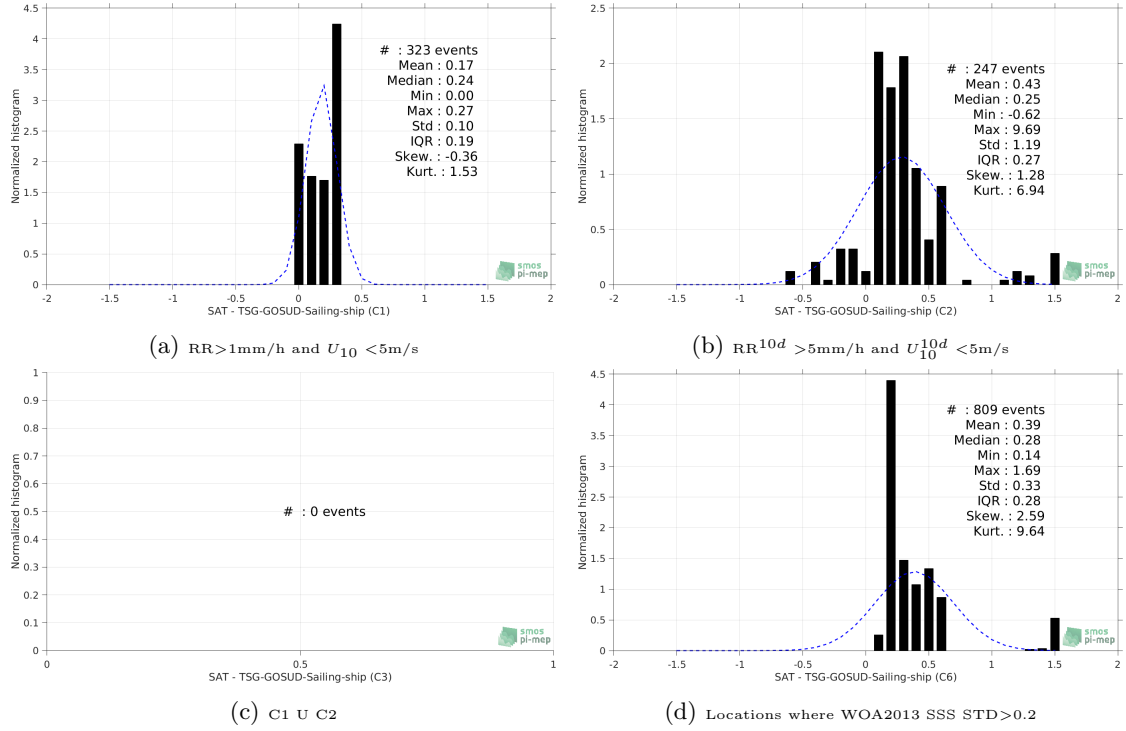 4.5
4
3.5
3
2.5
2
1.5
1
0.5
0
Normalized histogram
# : 323 events
Mean : 0.17
Median : 0.24
Min : 0.00
Max : 0.27
Std : 0.10
IQR : 0.19
Skew. : -0.36
Kurt. : 1.53
smos
pi-mep
-2 -1.5 -1 -0.5 0 0.5 1 1.5 2
SAT - TSG-GOSUD-Sailing-ship (C1)
(a) RR>1mm/h and U10 <5m/s
2.5
2
1.5
1
0.5
0
Normalized histogram
# : 247 events
Mean : 0.43
Median : 0.25
Min : -0.62
Max : 9.69
Std : 1.19
IQR : 0.27
Skew. : 1.28
Kurt. : 6.94
smos
pi-mep
-2 -1.5 -1 -0.5 0 0.5 1 1.5 2
SAT - TSG-GOSUD-Sailing-ship (C2)
(b) RR10d >5mm/h and U10d10 <5m/s
1
0.9
0.8
0.7
0.6
0.5
0.4
0.3
0.2
0.1
0
Normalized histogram
# : 0 events
smos
pi-mep
0 0.5 1
SAT - TSG-GOSUD-Sailing-ship (C3)
(c) C1 U C2
4.5
4
3.5
3
2.5
2
1.5
1
0.5
0
Normalized histogram
# : 809 events
Mean : 0.39
Median : 0.28
Min : 0.14
Max : 1.69
Std : 0.33
IQR : 0.28
Skew. : 2.59
Kurt. : 9.64
smos
pi-mep
-2 -1.5 -1 -0.5 0 0.5 1 1.5 2
SAT - TSG-GOSUD-Sailing-ship (C6)
(d) Locations where WOA2013 SSS STD>0.2